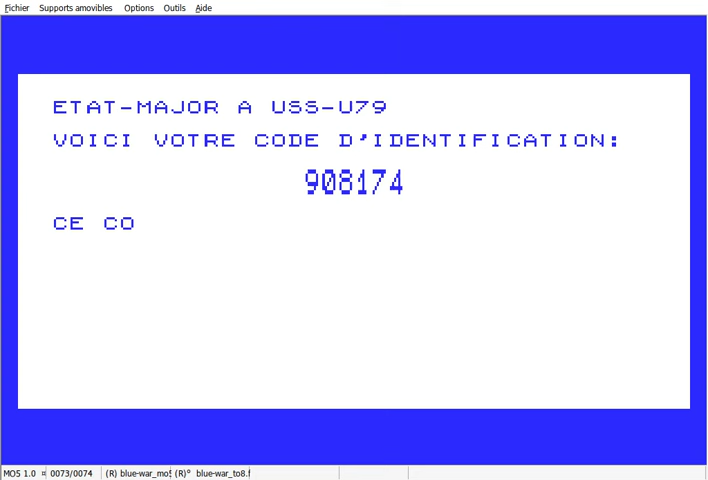 Fichier Supports amovibles Options Outils Aide
ETAT-MAJOR A USS-U79
VOICI VOTRE CODE D'IDENTIFICATION:
908174
CE CO
MO5 1.0 ¤ 0073/0074 (R) blue-war_mo5 (R)° blue-war_to8.f